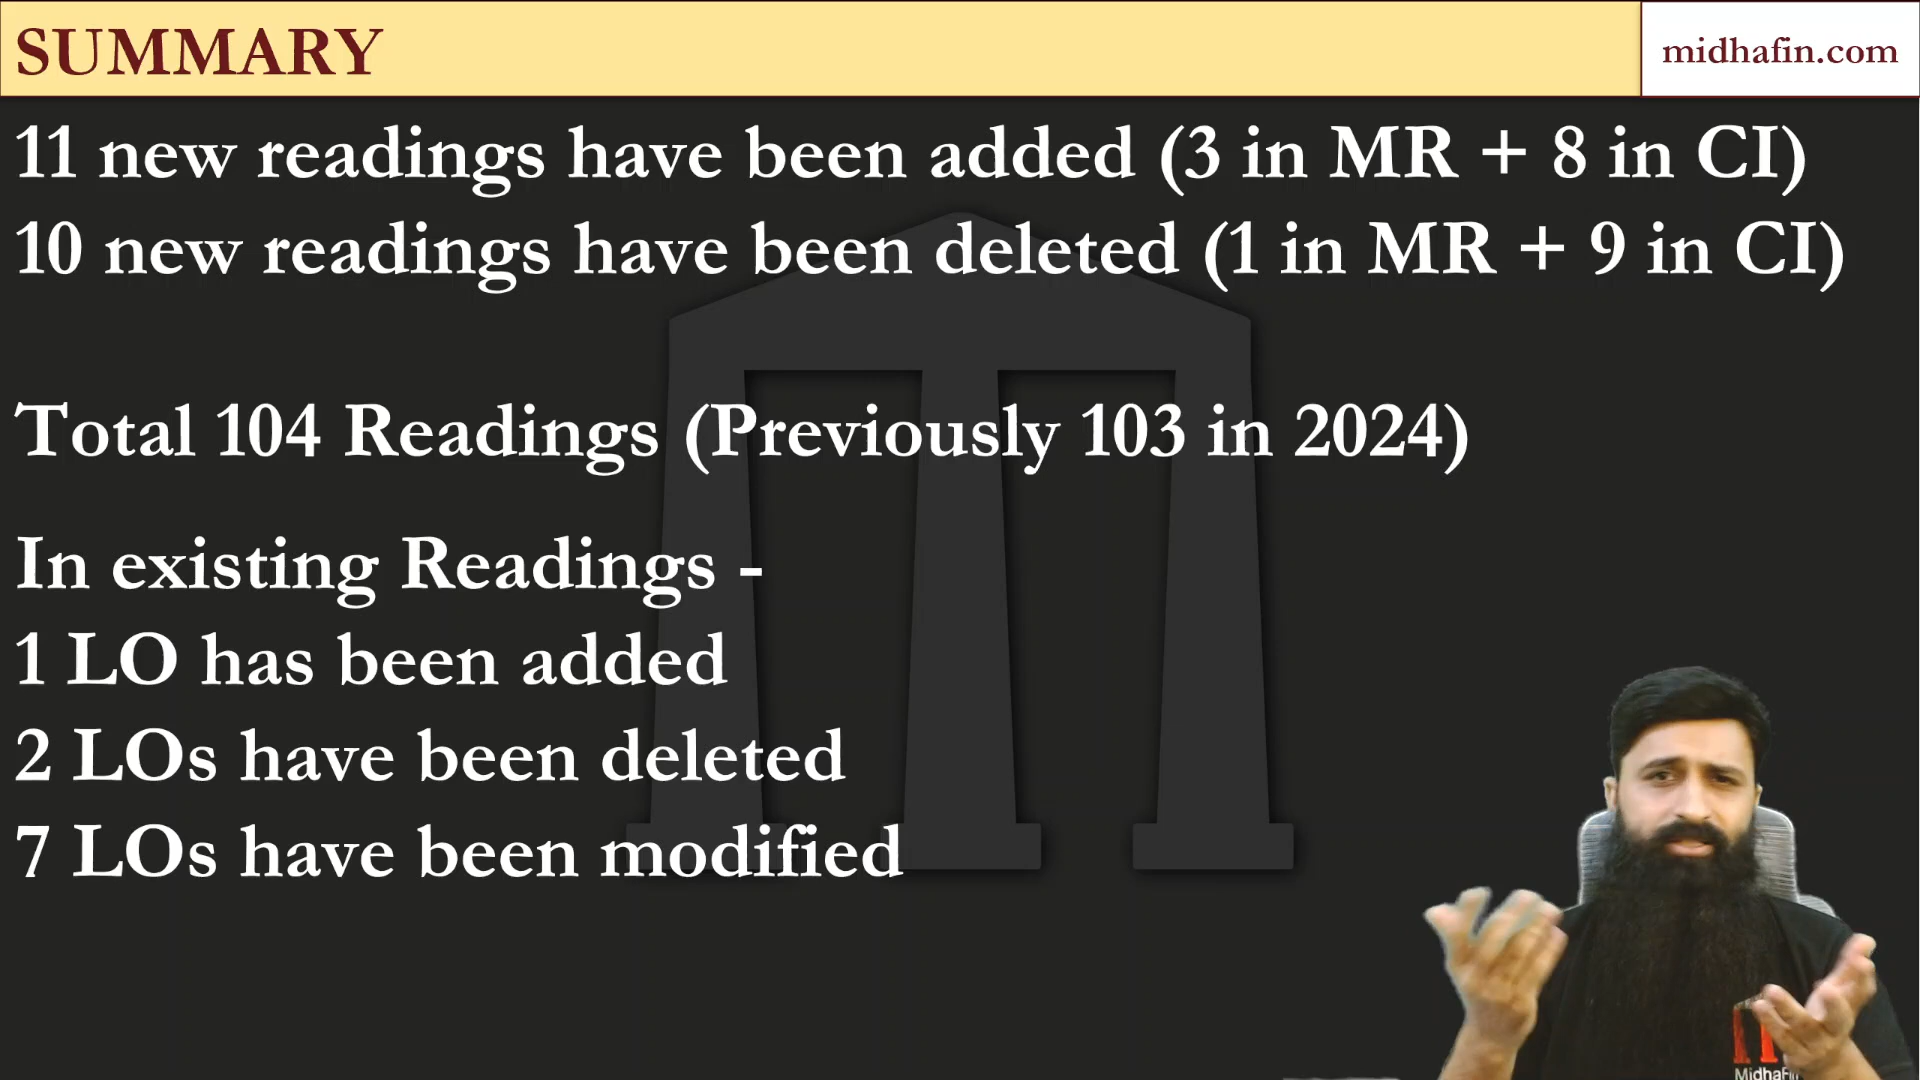 SUMMARY
midhafin.com
11 new readings have been added (3 in MR + 8 in CI)
10 new readings have been deleted (1 in MR + 9 in CI)
Total 104 Readings (Previously 103 in 2024)
In existing Readings -
1 LO has been added
2 LOs have been deleted
7 LOs have been modified
MidhaFin